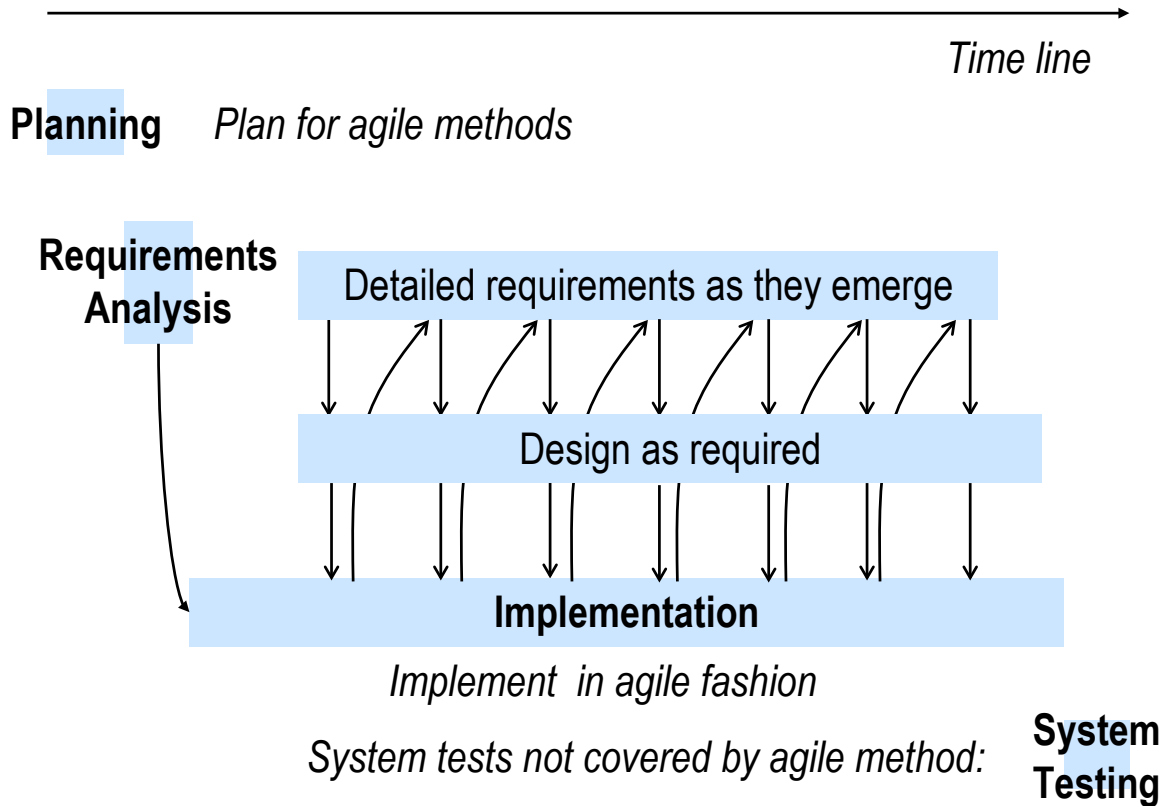 Time line
Planning Plan for agile methods
Requirements
Analysis
Detailed requirements as they emerge
Design as required
Implementation
Implement in agile fashion
System tests not covered by agile method:
System
Testing